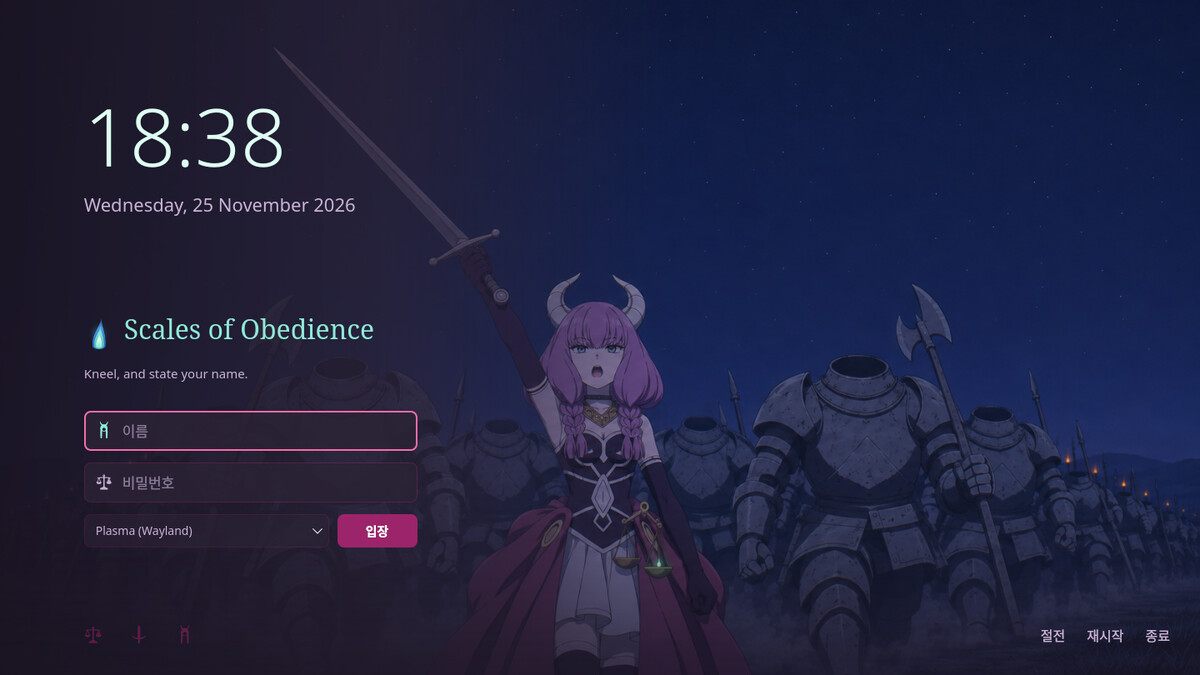 18:38
Wednesday, 25 November 2026
Scales of Obedience
Kneel, and state your name.
이름
비밀번호
Plasma (Wayland)
입장
절전 재시작 종료